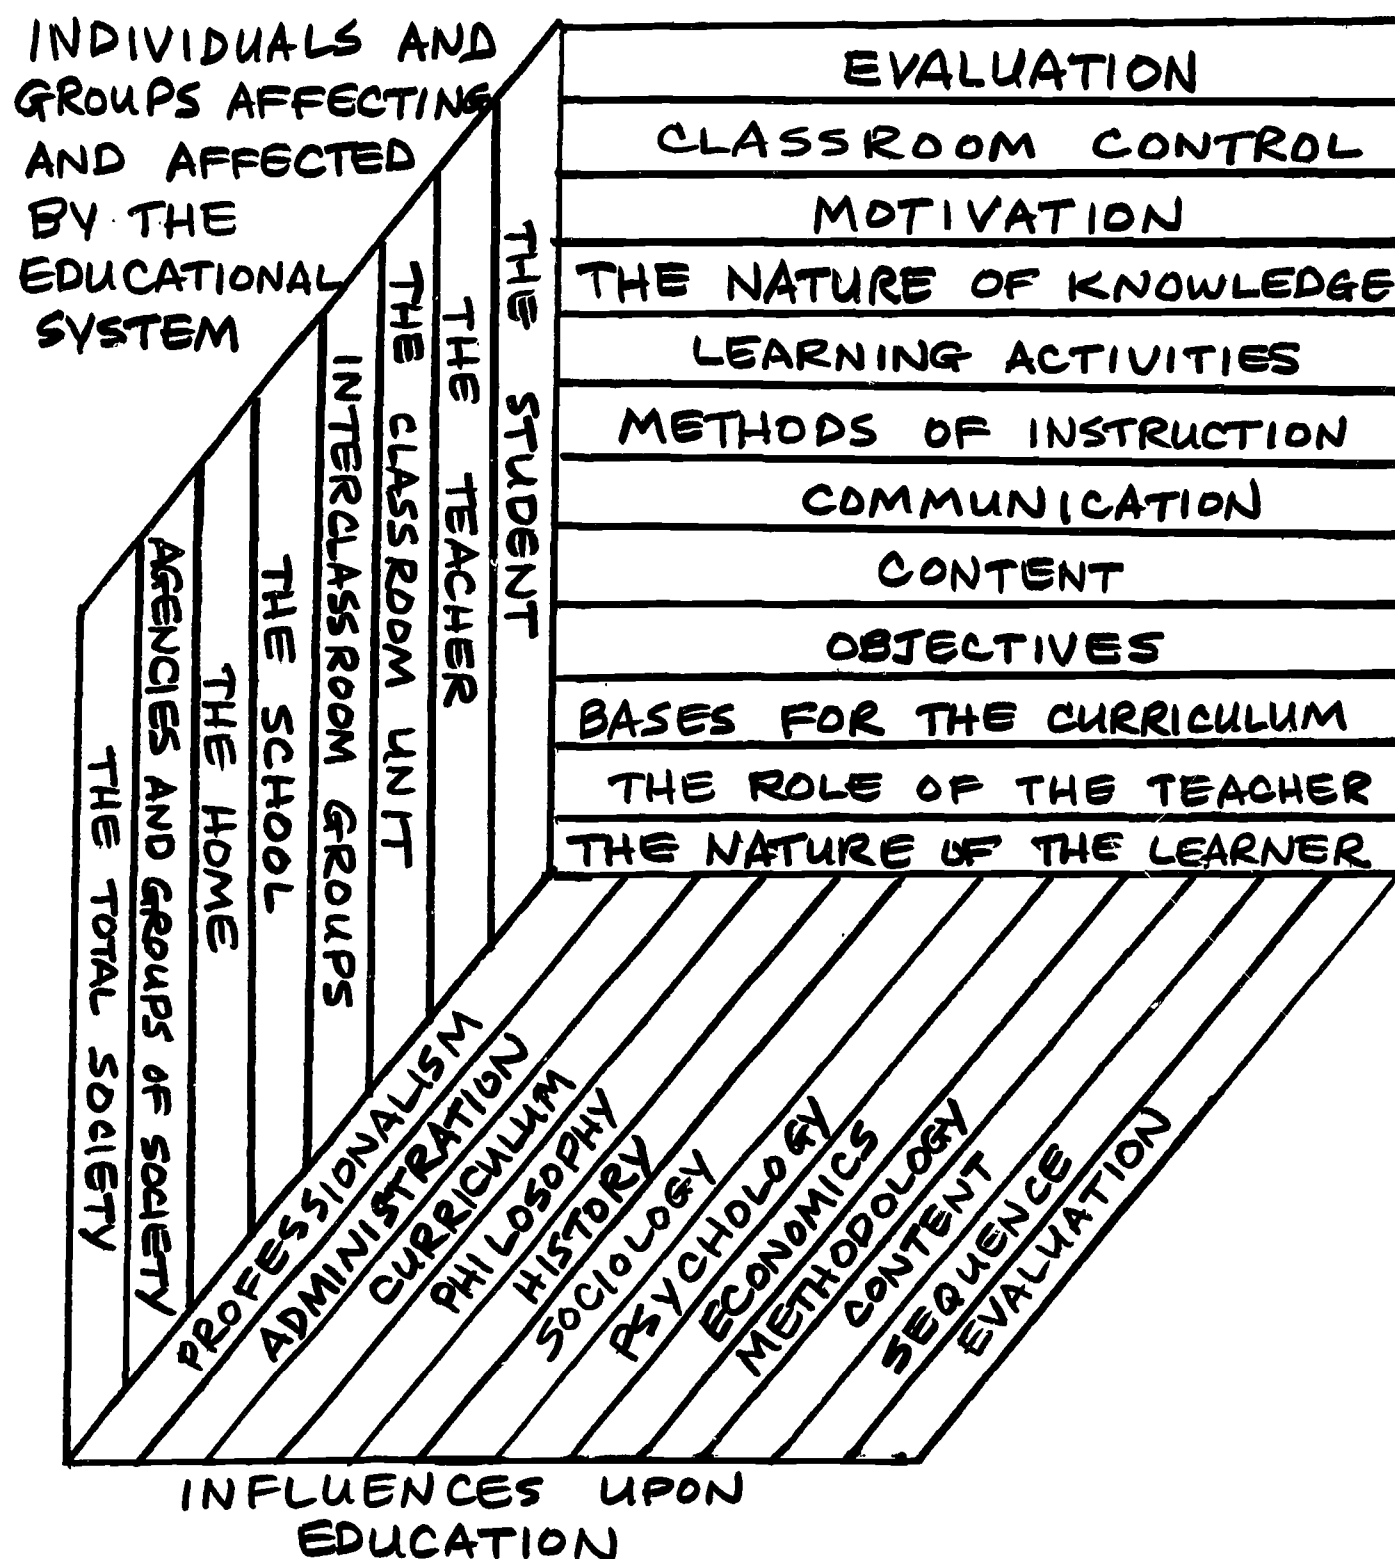 INDIVIDUALS AND
GROUPS AFFECTING
AND AFFECTED
BY THE
EDUCATIONAL
SYSTEM
EVALUATION
CLASSROOM CONTROL
MOTIVATION
THE NATURE OF KNOWLEDGE
LEARNING ACTIVITIES
METHODS OF INSTRUCTION
COMMUNICATION
CONTENT
OBJECTIVES
BASES FOR THE CURRICULUM
THE ROLE OF THE TEACHER
THE NATURE OF THE LEARNER
THE TOTAL SOCIETY
AGENCIES AND GROUPS OF SOCIETY
THE HOME
THE SCHOOL
INTERCLASSROOM GROUPS
THE CLASSROOM UNIT
THE TEACHER
THE STUDENT
PROFESSIONALISM
ADMINISTRATION
CURRICULUM
PHILOSOPHY
HISTORY
SOCIOLOGY
PSYCHOLOGY
ECONOMICS
METHODOLOGY
CONTENT
SEQUENCE
EVALUATION
INFLUENCES UPON
EDUCATION